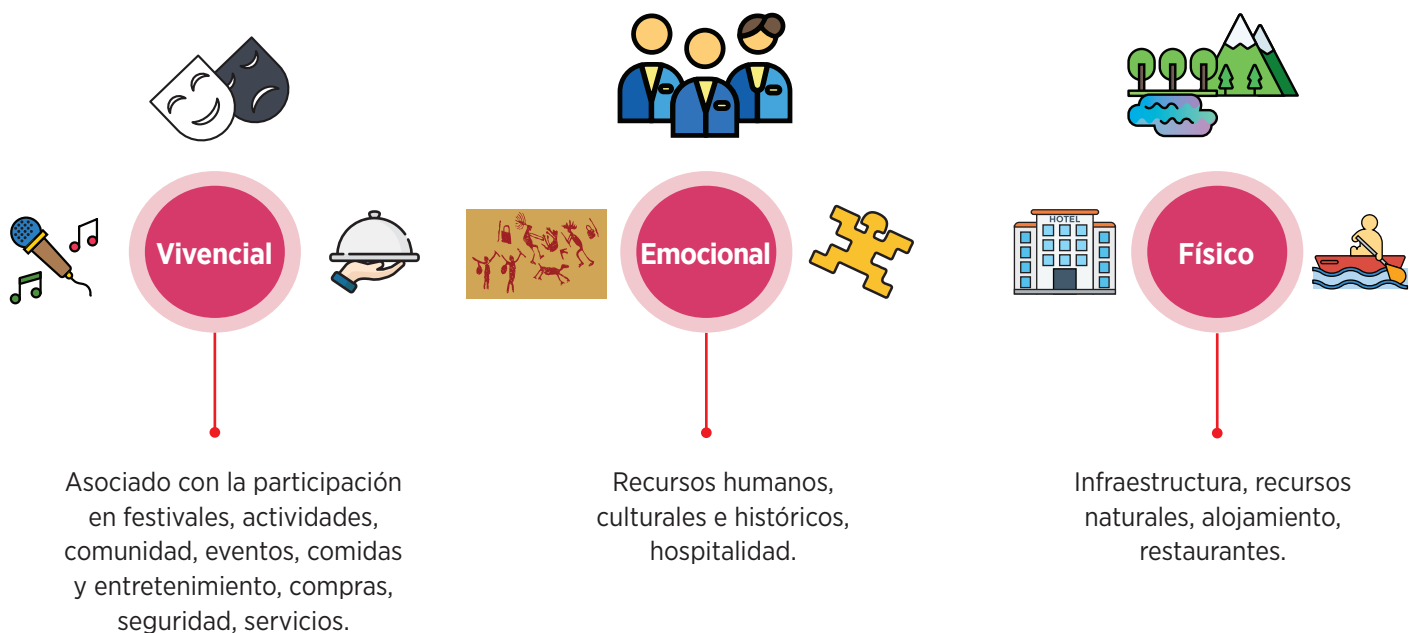 HOTEL
Vivencial
Emocional
Físico
Asociado con la participación
en festivales, actividades,
comunidad, eventos, comidas
y entretenimiento, compras,
seguridad, servicios.
Recursos humanos,
culturales e históricos,
hospitalidad.
Infraestructura, recursos
naturales, alojamiento,
restaurantes.